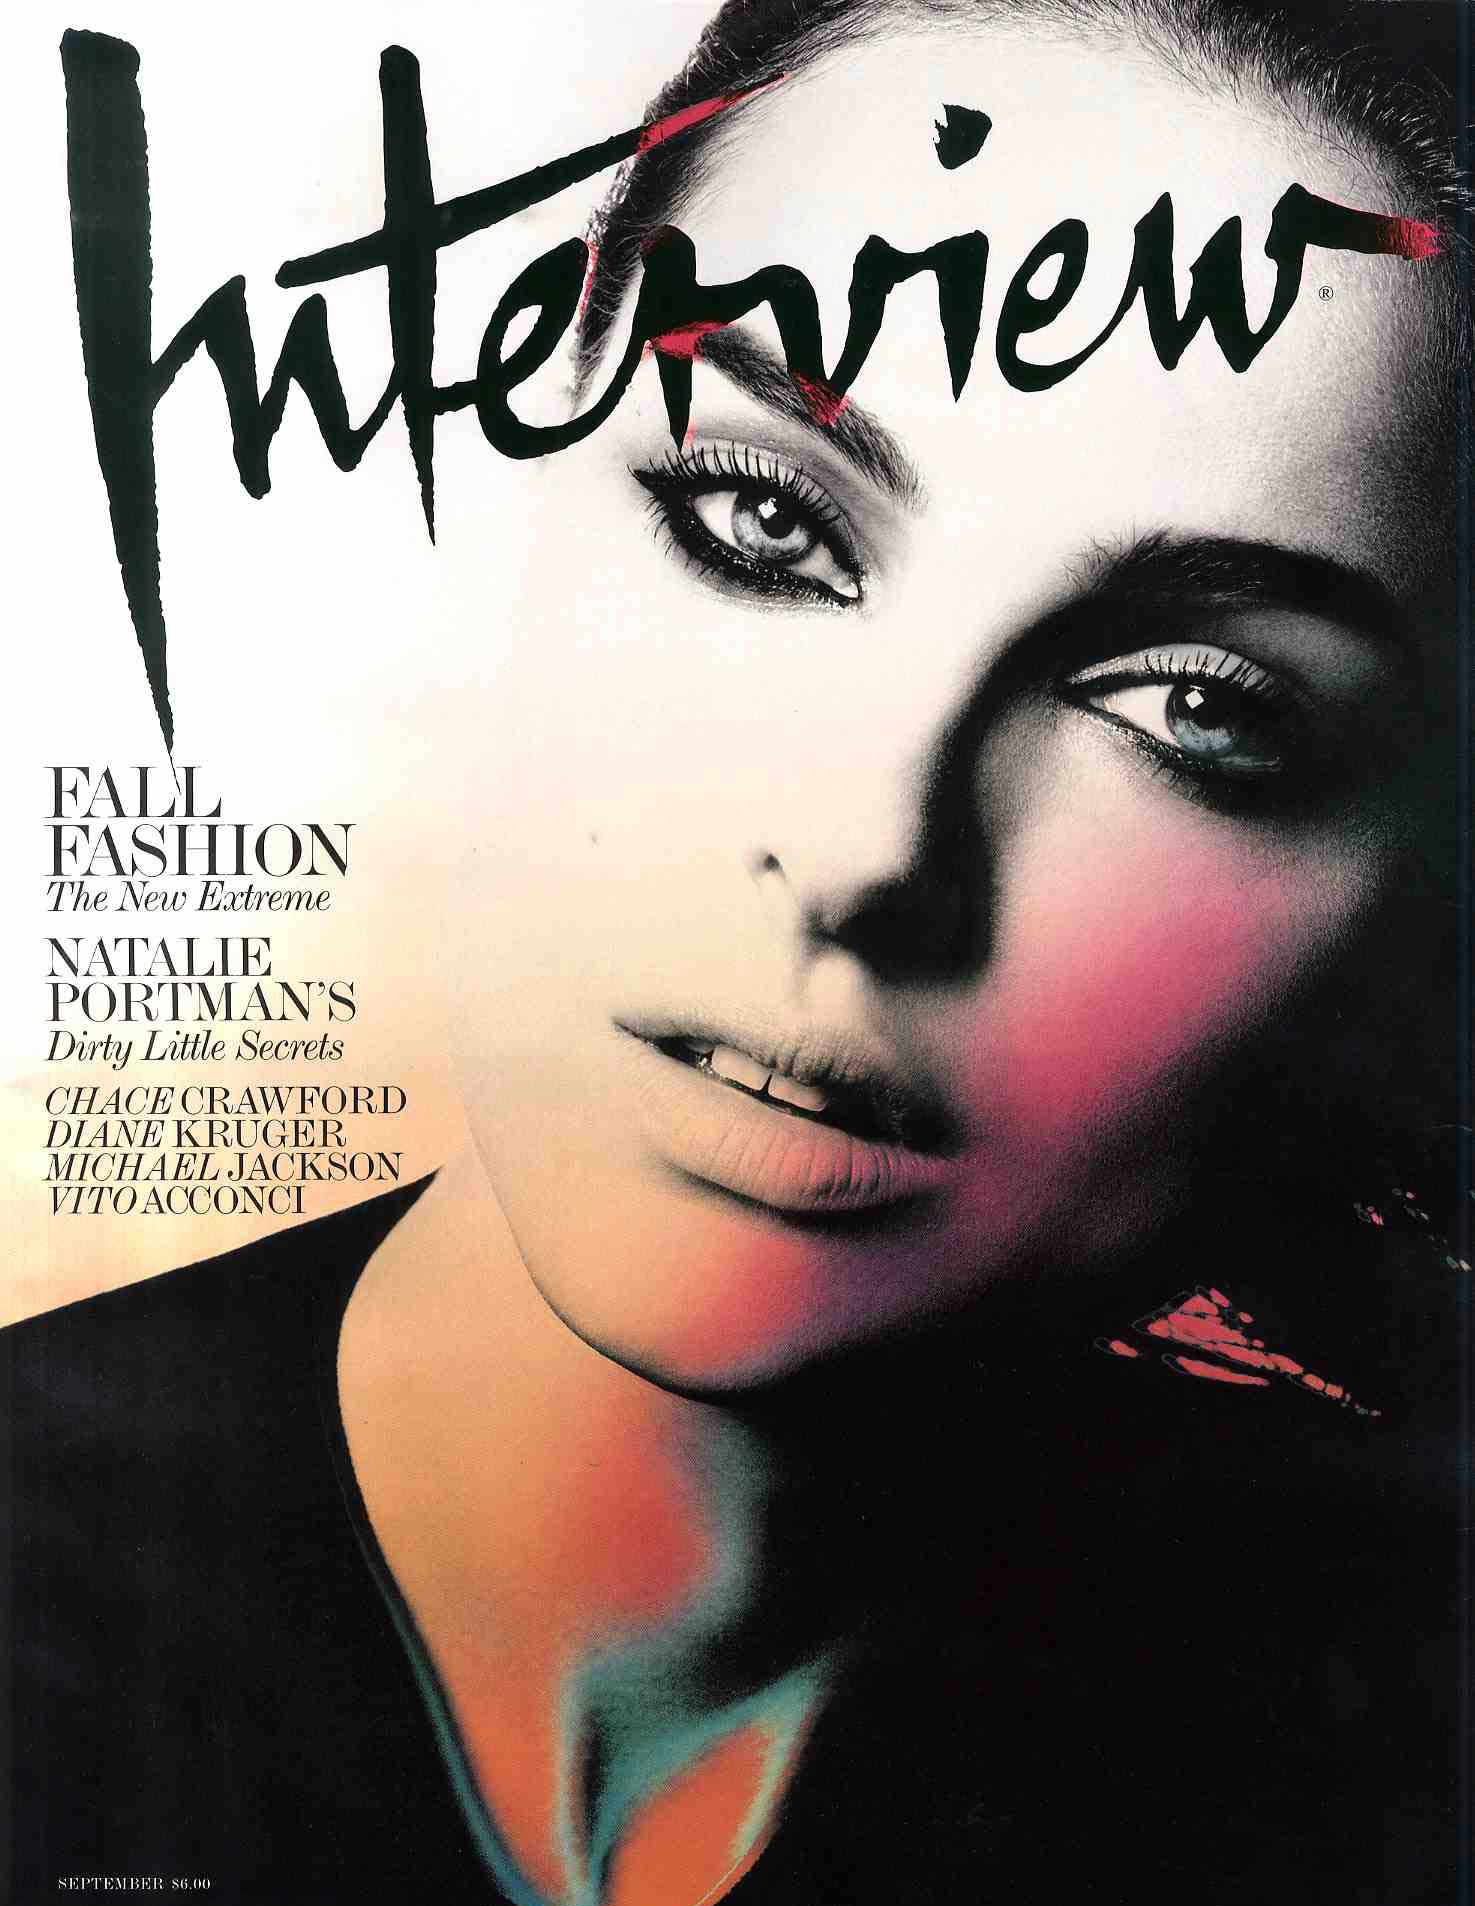 Interview®
FALL
FASHION
The New Extreme
NATALIE
PORTMAN'S
Dirty Little Secrets
CHACE CRAWFORD
DIANE KRUGER
MICHAEL JACKSON
VITO ACCONCI
SEPTEMBER $6.00